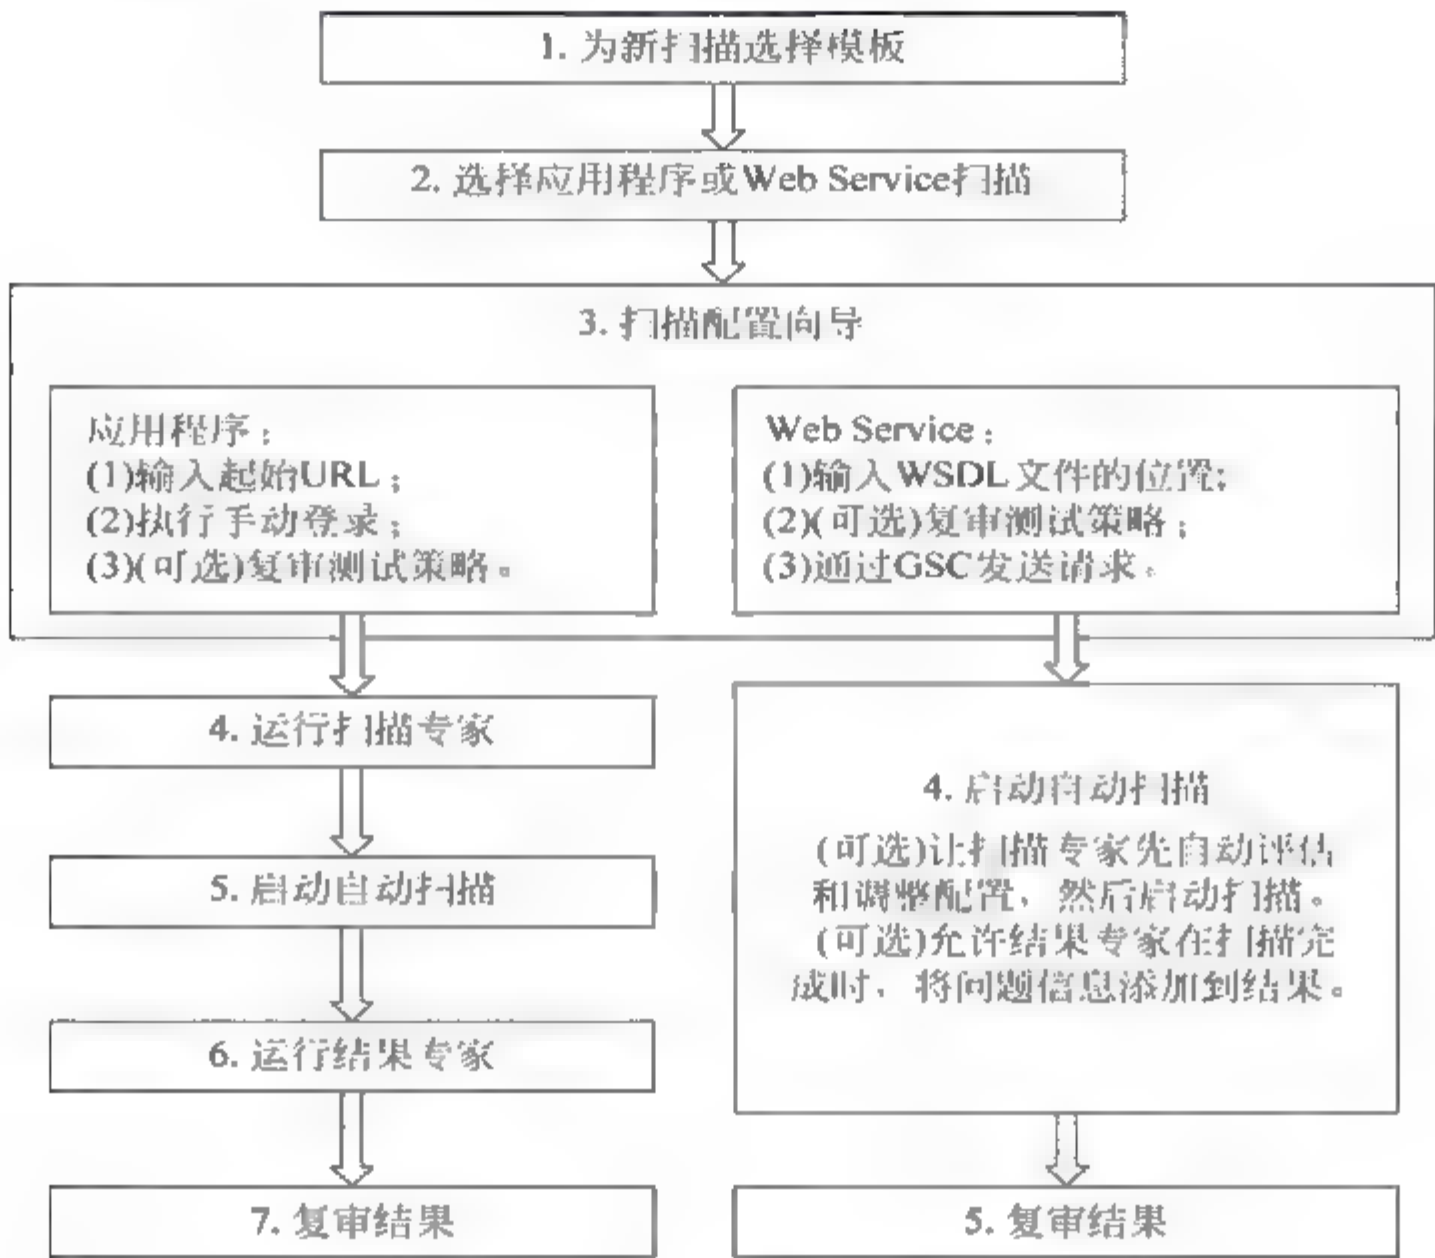 1. 为新扫描选择模板
2. 选择应用程序或Web Service扫描
3. 扫描配置向导
应用程序：
(1)输入起始URL；
(2)执行手动登录；
(3)(可选)复审测试策略。
Web Service：
(1)输入WSDL文件的位置；
(2)(可选)复审测试策略；
(3)通过GSC发送请求。
4. 运行扫描专家
5. 启动自动扫描
6. 运行结果专家
7. 复审结果
4. 启动自动扫描
(可选)让扫描专家先自动评估
和调整配置，然后启动扫描。
(可选)允许结果专家在扫描完
成时，将问题信息添加到结果。
5. 复审结果